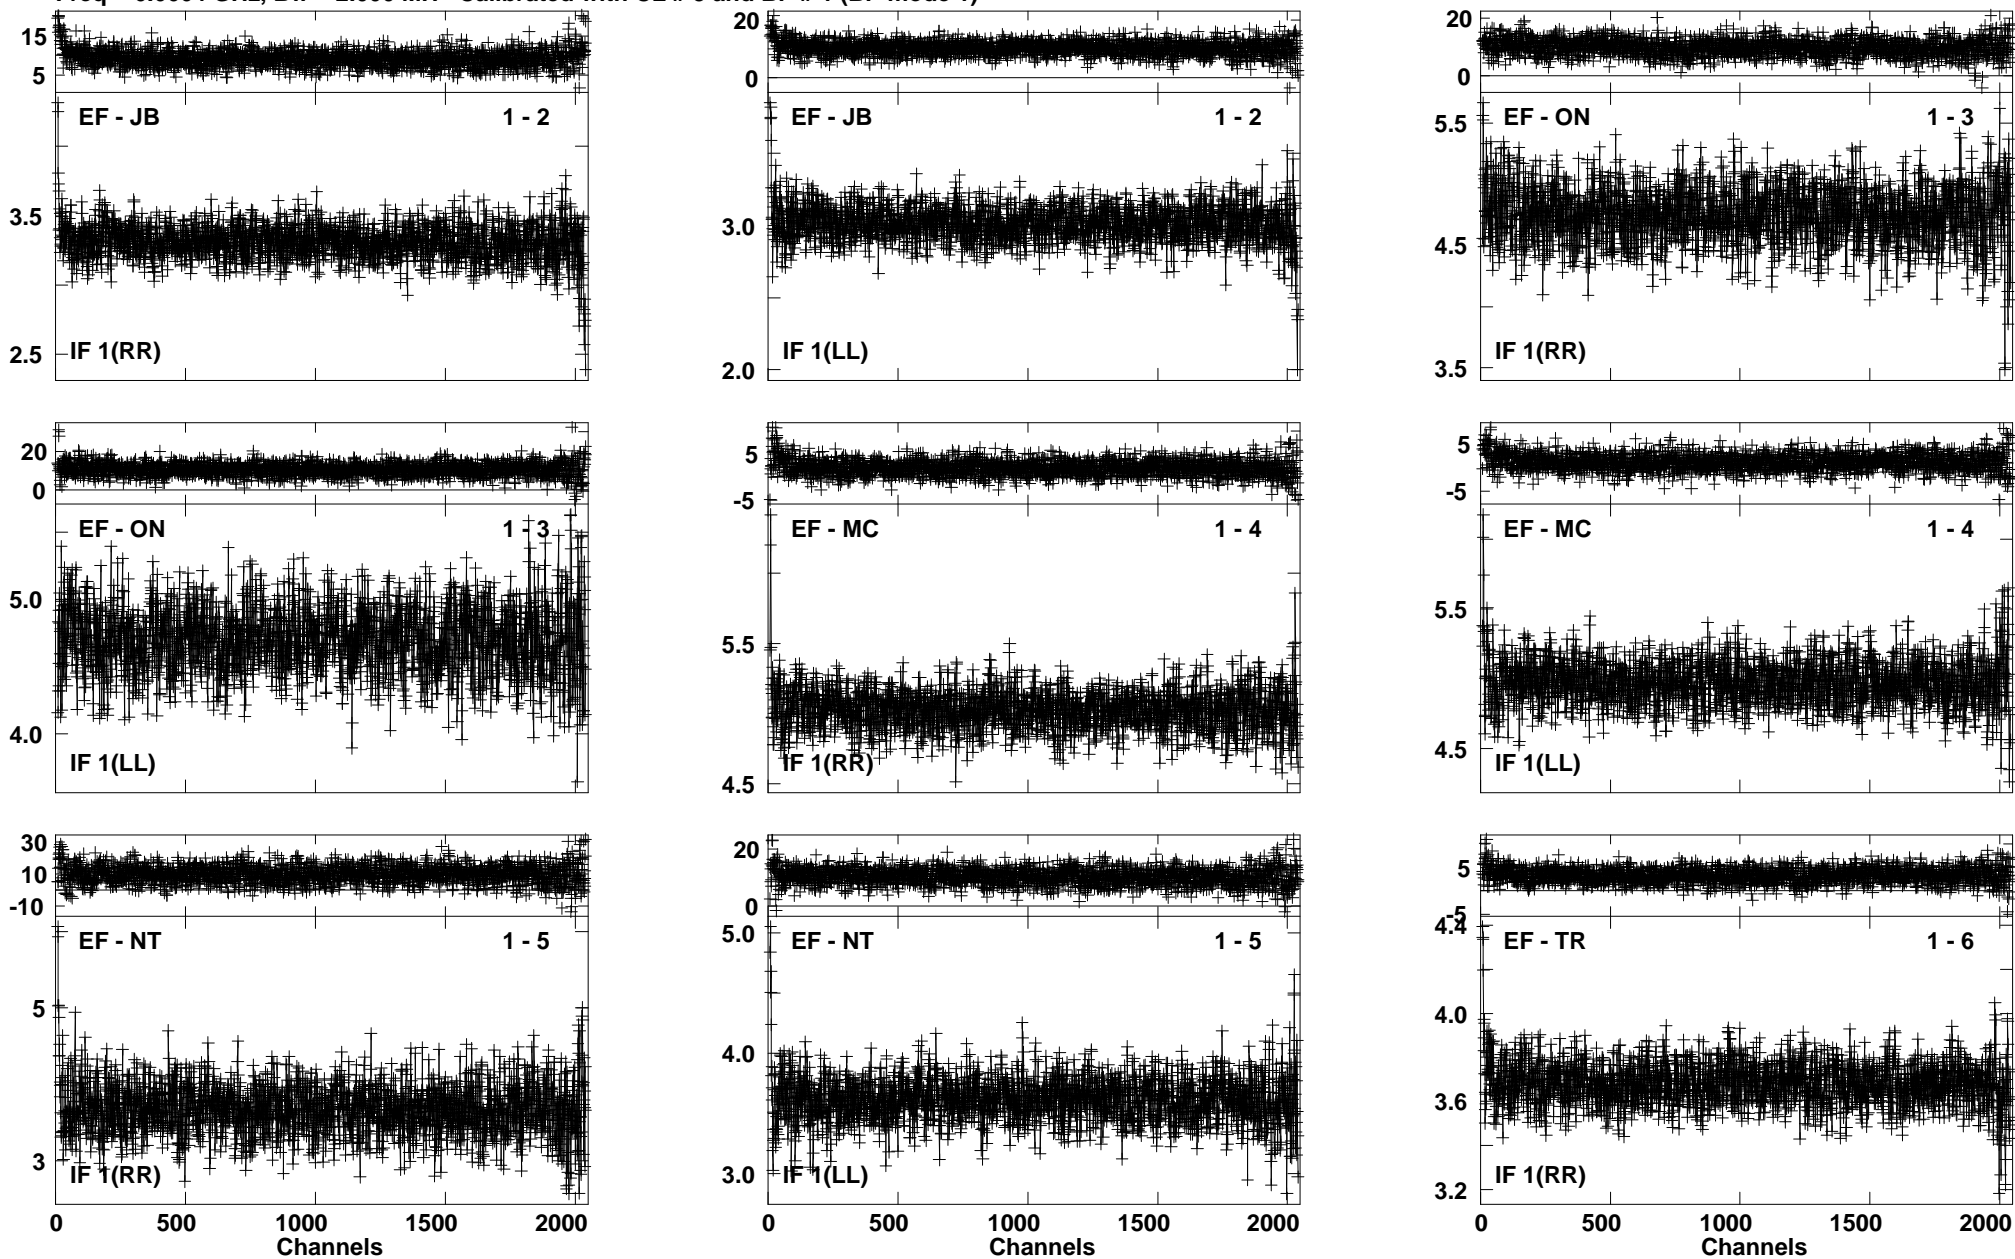 15
5
EF - JB 1 - 2
3.5
2.5
IF 1(RR)
20
0
EF - JB 1 - 2
3.0
2.0
IF 1(LL)
20
0
EF - ON 1 - 3
5.5
4.5
3.5
IF 1(RR)
20
0
EF - ON 1 - 3
5.0
4.0
IF 1(LL)
5
-5
EF - MC 1 - 4
5.5
4.5
IF 1(RR)
5
-5
EF - MC 1 - 4
5.5
4.5
IF 1(LL)
30
10
-10
EF - NT 1 - 5
5
3
IF 1(RR)
0 500 1000 1500 2000
Channels
20
0
EF - NT 1 - 5
5.0
4.0
3.0
IF 1(LL)
0 500 1000 1500 2000
Channels
5
-5
4.4
EF - TR 1 - 6
4.0
3.6
3.2
IF 1(RR)
0 500 1000 1500 2000
Channels